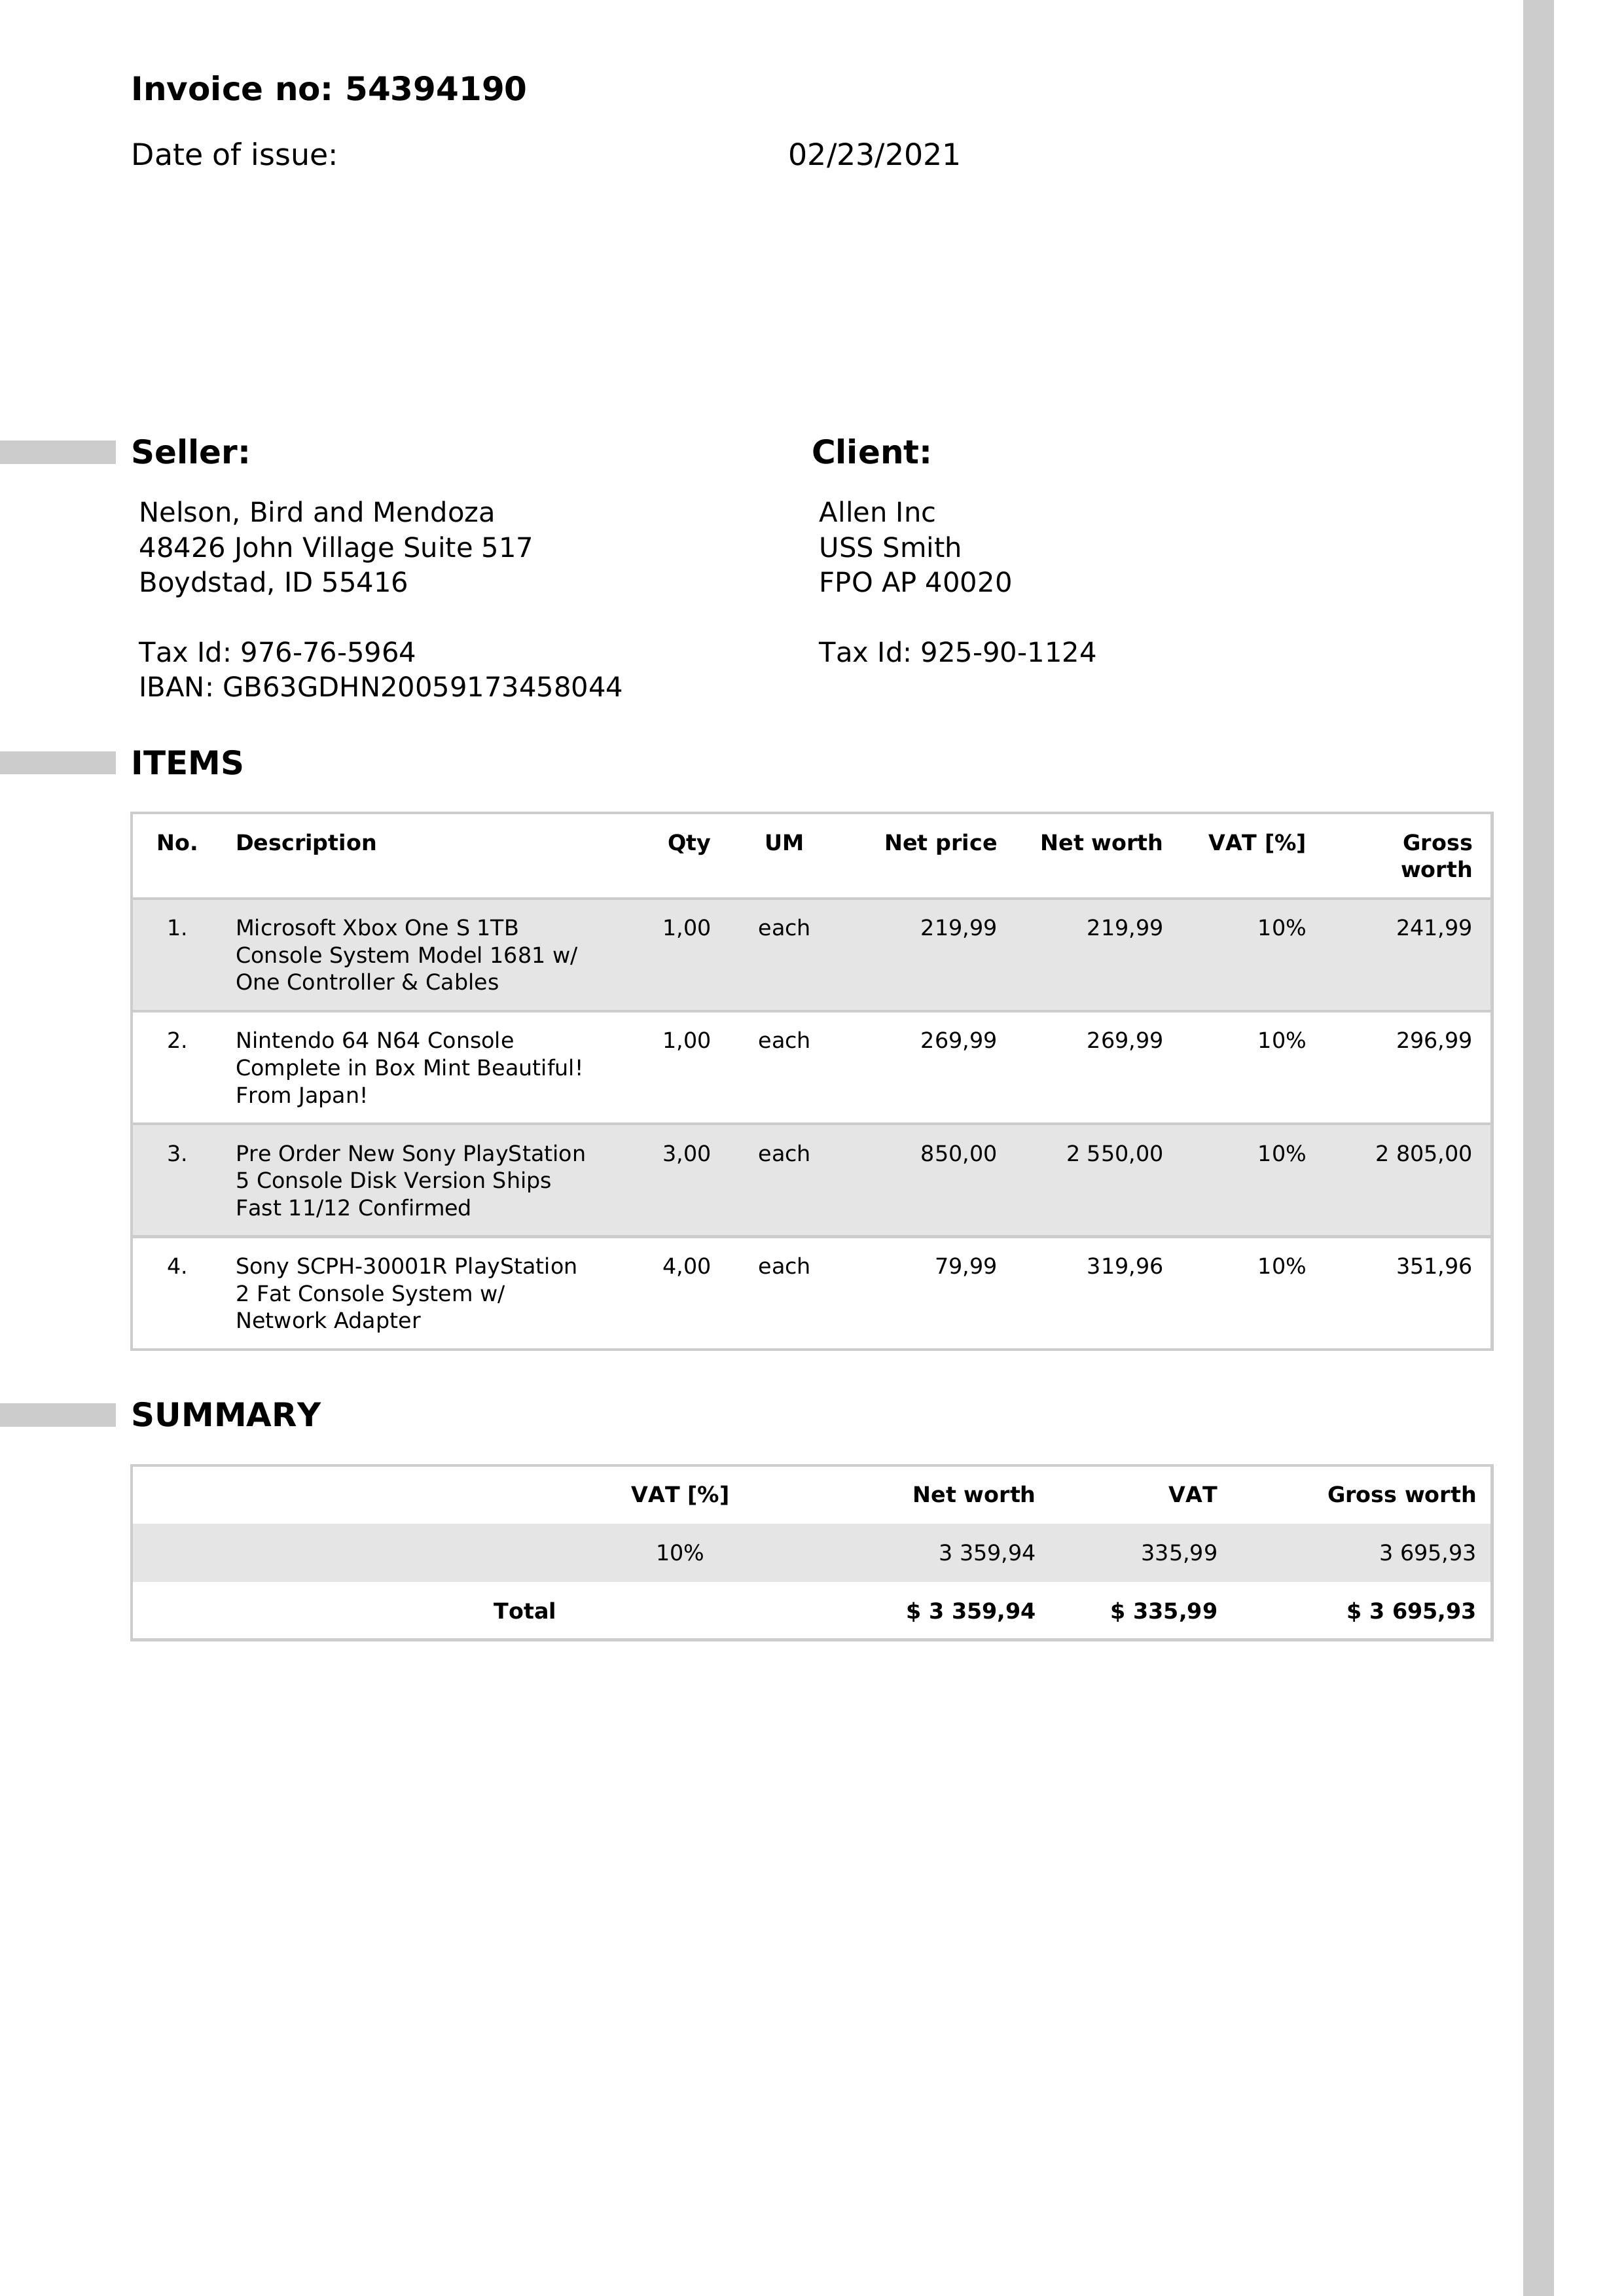 Invoice no: 54394190
Date of issue: 02/23/2021
Seller:
Nelson, Bird and Mendoza
48426 John Village Suite 517
Boydstad, ID 55416
Tax Id: 976-76-5964
IBAN: GB63GDHN20059173458044
Client:
Allen Inc
USS Smith
FPO AP 40020
Tax Id: 925-90-1124
ITEMS
No. Description Qty UM Net price Net worth VAT [%] Gross
worth
1. Microsoft Xbox One S 1TB 1,00 each 219,99 219,99 10% 241,99
Console System Model 1681 w/
One Controller & Cables
2. Nintendo 64 N64 Console 1,00 each 269,99 269,99 10% 296,99
Complete in Box Mint Beautiful!
From Japan!
3. Pre Order New Sony PlayStation 3,00 each 850,00 2 550,00 10% 2 805,00
5 Console Disk Version Ships
Fast 11/12 Confirmed
4. Sony SCPH-30001R PlayStation 4,00 each 79,99 319,96 10% 351,96
2 Fat Console System w/
Network Adapter
SUMMARY
VAT [%] Net worth VAT Gross worth
10% 3 359,94 335,99 3 695,93
Total $ 3 359,94 $ 335,99 $ 3 695,93